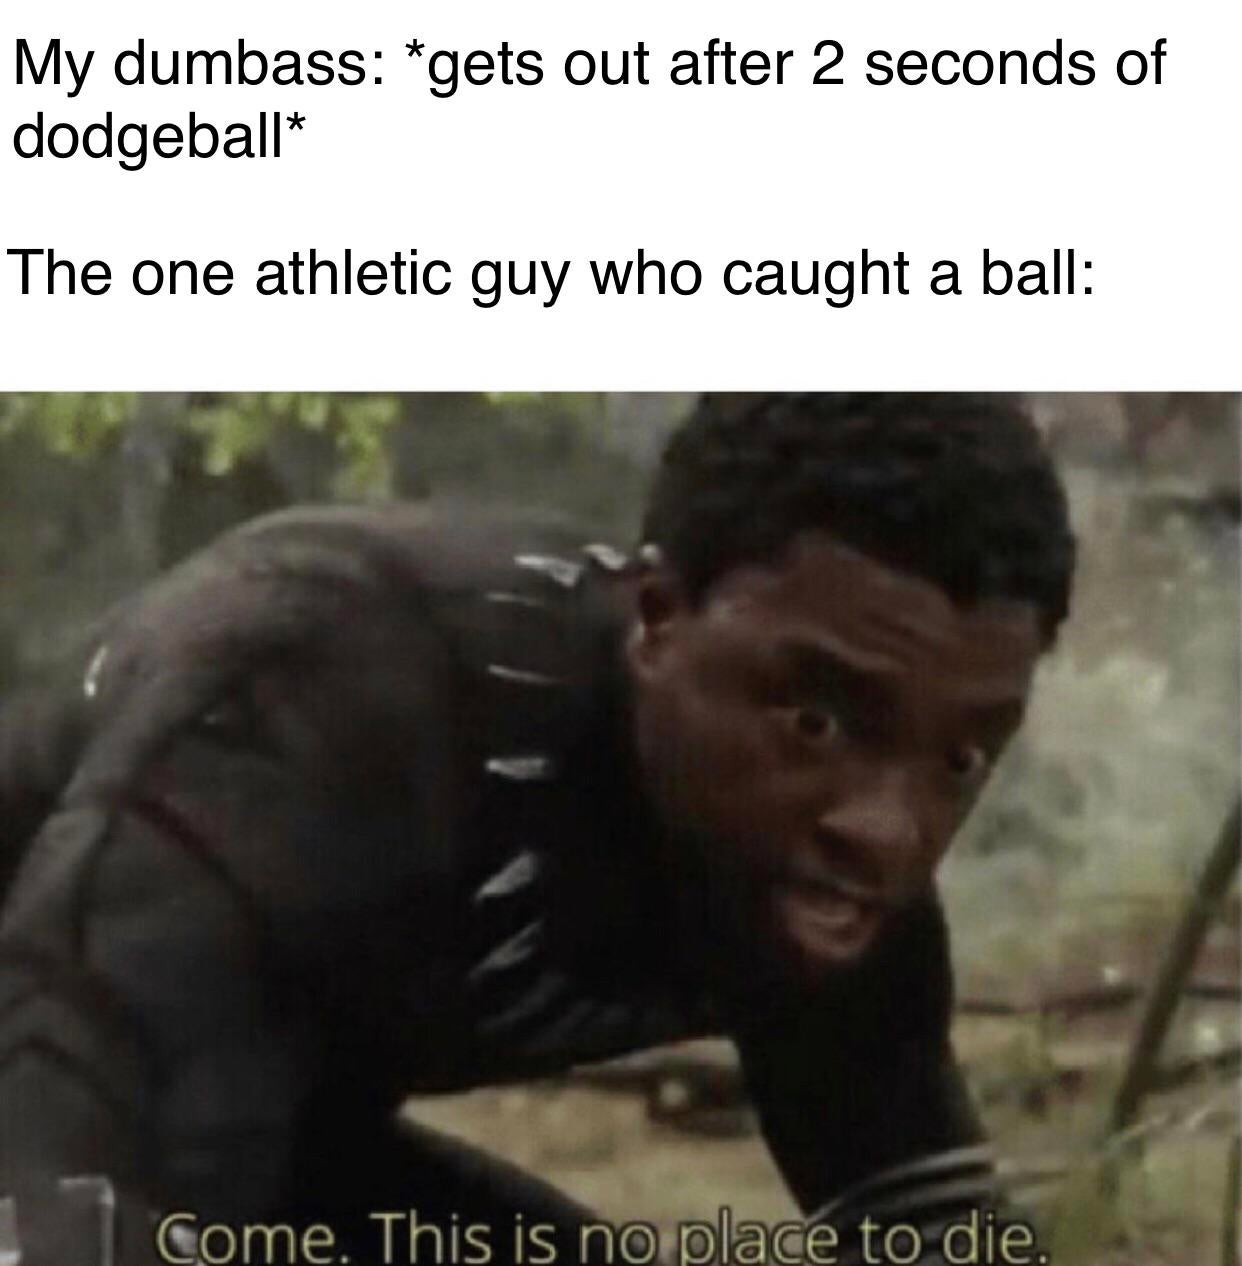 My dumbass: *gets out after 2 seconds of
dodgeball*
The one athletic guy who caught a ball:
Come. This is no place to die.